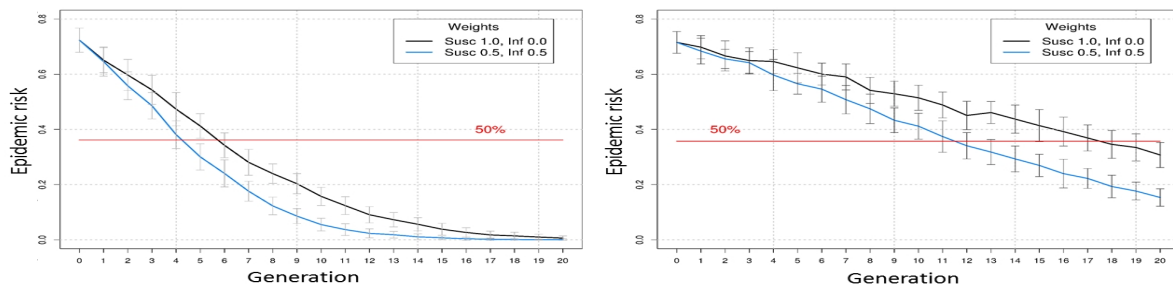 Weights
Susc 1.0, Inf 0.0
Susc 0.5, Inf 0.5
50%
Epidemic risk
0.8
0.6
0.4
0.2
0.0
0 1 2 3 4 5 6 7 8 9 10 11 12 13 14 15 16 17 18 19 20
Generation
Weights
Susc 1.0, Inf 0.0
Susc 0.5, Inf 0.5
50%
Epidemic risk
0.8
0.6
0.4
0.2
0.0
0 1 2 3 4 5 6 7 8 9 10 11 12 13 14 15 16 17 18 19 20
Generation